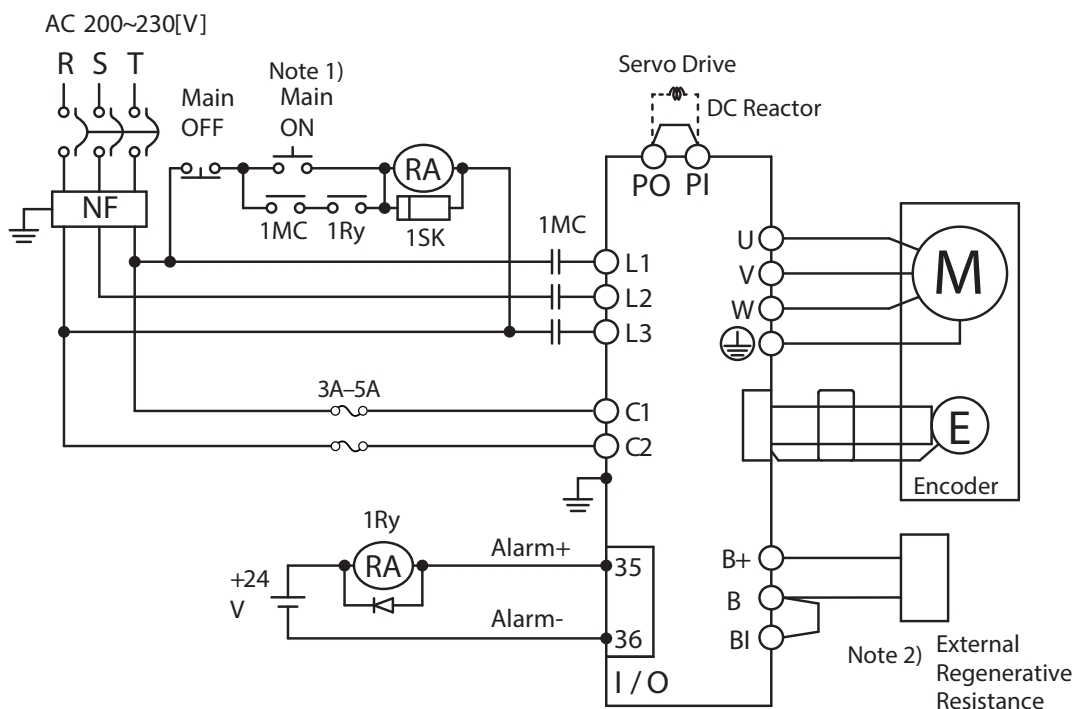 AC 200~230[V]
R S T
Main
OFF
Note 1)
Main
ON
RA
1MC 1Ry
1SK
NF
1MC
Servo Drive
DC Reactor
PO PI
L1
L2
L3
U
V
W
M
3A–5A
C1
C2
E
Encoder
1Ry
RA
+24
V
Alarm+
35
Alarm-
36
I / O
B+
B
BI
Note 2)
External
Regenerative
Resistance